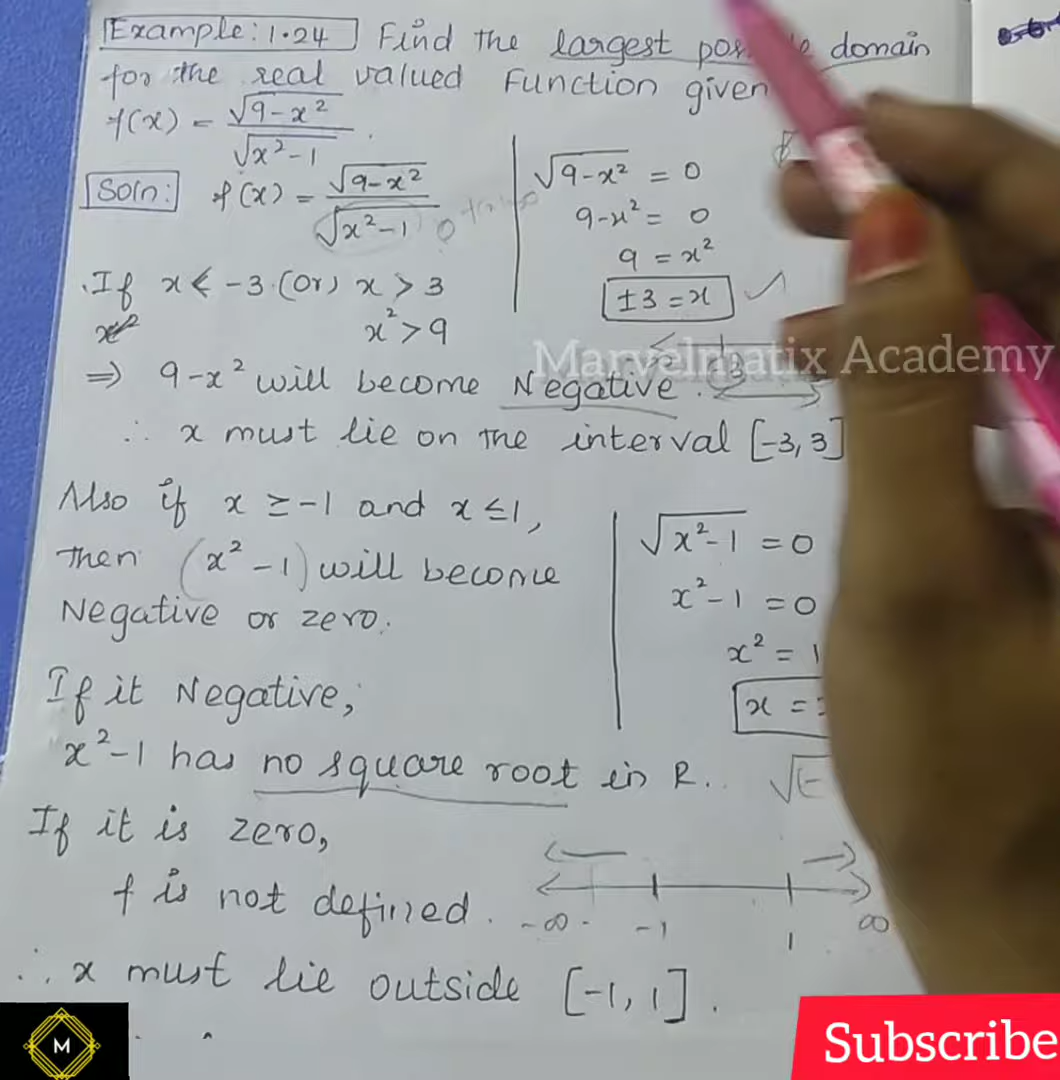 Example: 1.24 Find the largest domain
for the real valued Function given
f(x) = √9-x² / √x²-1 .
Soln: f(x) = √9-x² / √x²-1
√9-x² = 0
9-x² = 0
9 = x²
±3 = x
If x < -3 (or) x > 3
x² x² > 9
⇒ 9-x² will become Negative.
∴ x must lie on the interval [-3, 3]
Also if x ≥ -1 and x ≤ 1,
then (x² - 1) will become
Negative or zero.
√x²-1 = 0
x²-1 = 0
x² = 1
x =
If it Negative,
x²-1 has no square root in R.
If it is zero,
f is not defined.
-∞ -1 1 ∞
∴ x must lie outside [-1, 1].
Marvelmatix Academy
M
Subscribe